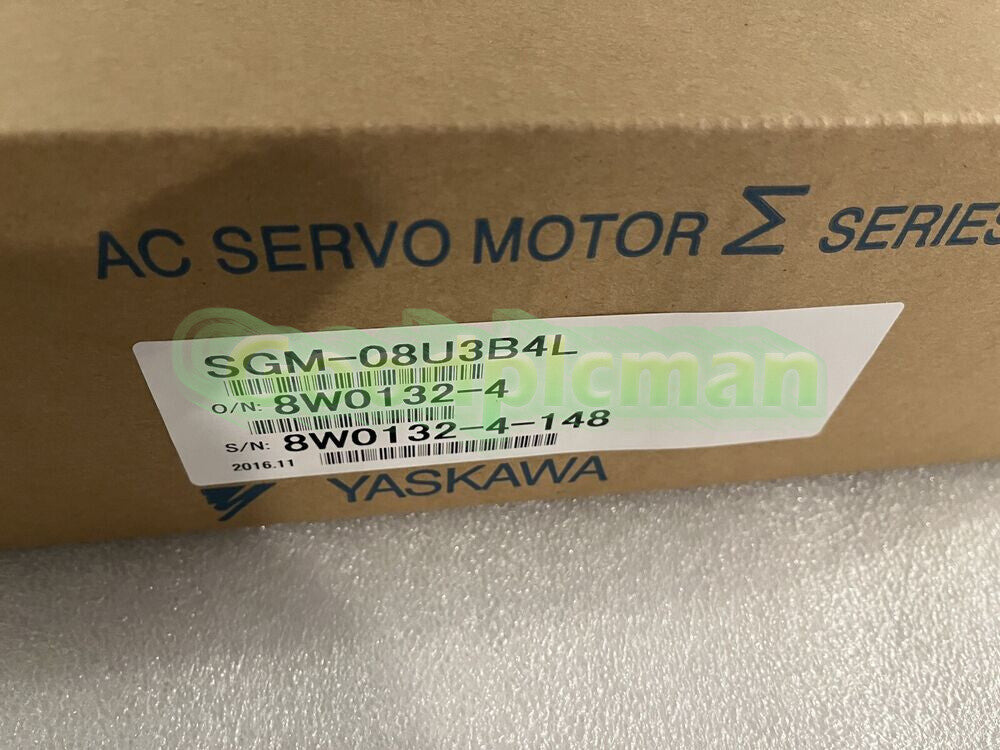 AC SERVO MOTOR Σ SERIES
SGM-08U3B4L
O/N: 8W0132-4
S/N: 8W0132-4-148
2016.11
YASKAWA